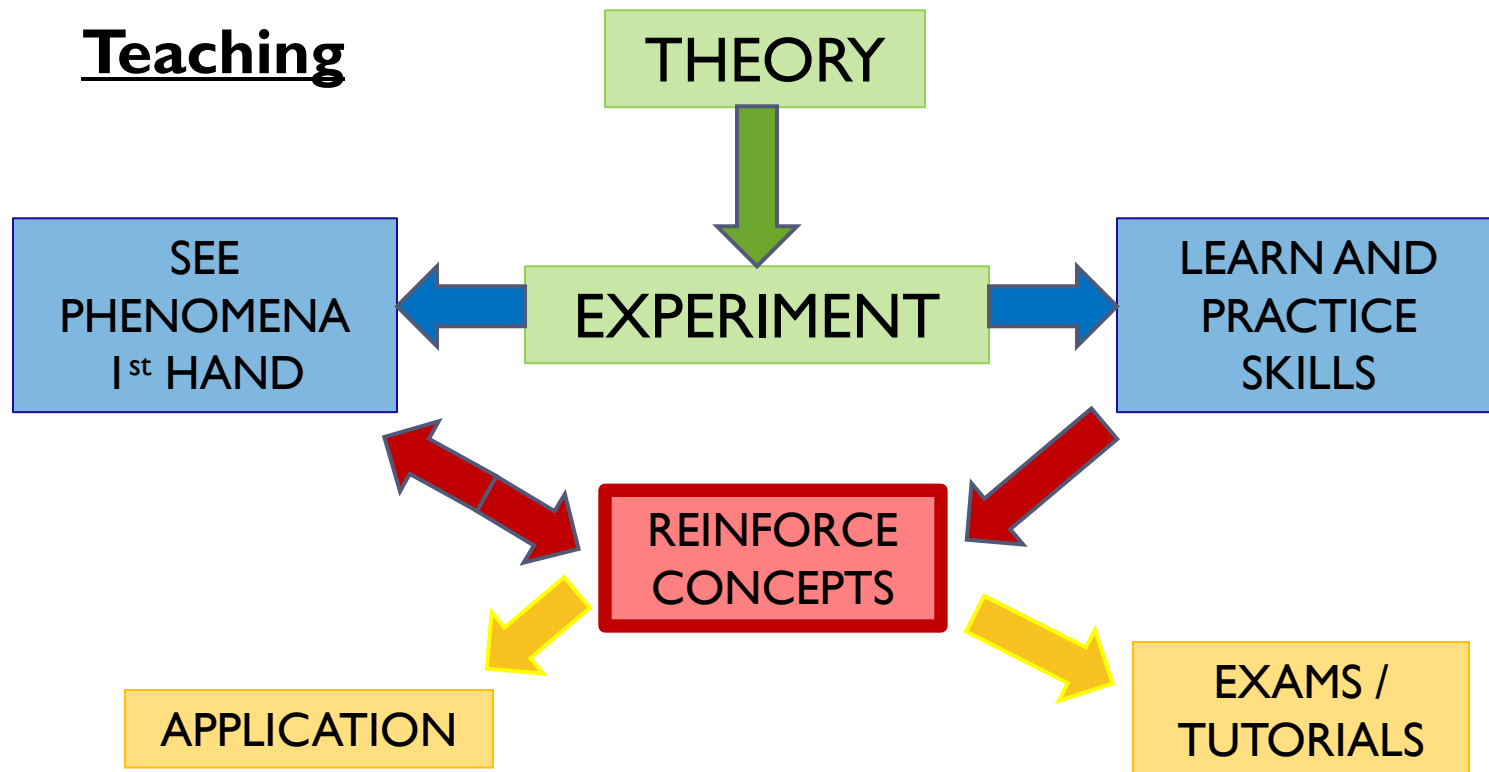 Teaching
THEORY
SEE
PHENOMENA
1st HAND
EXPERIMENT
LEARN AND
PRACTICE
SKILLS
REINFORCE
CONCEPTS
APPLICATION
EXAMS /
TUTORIALS